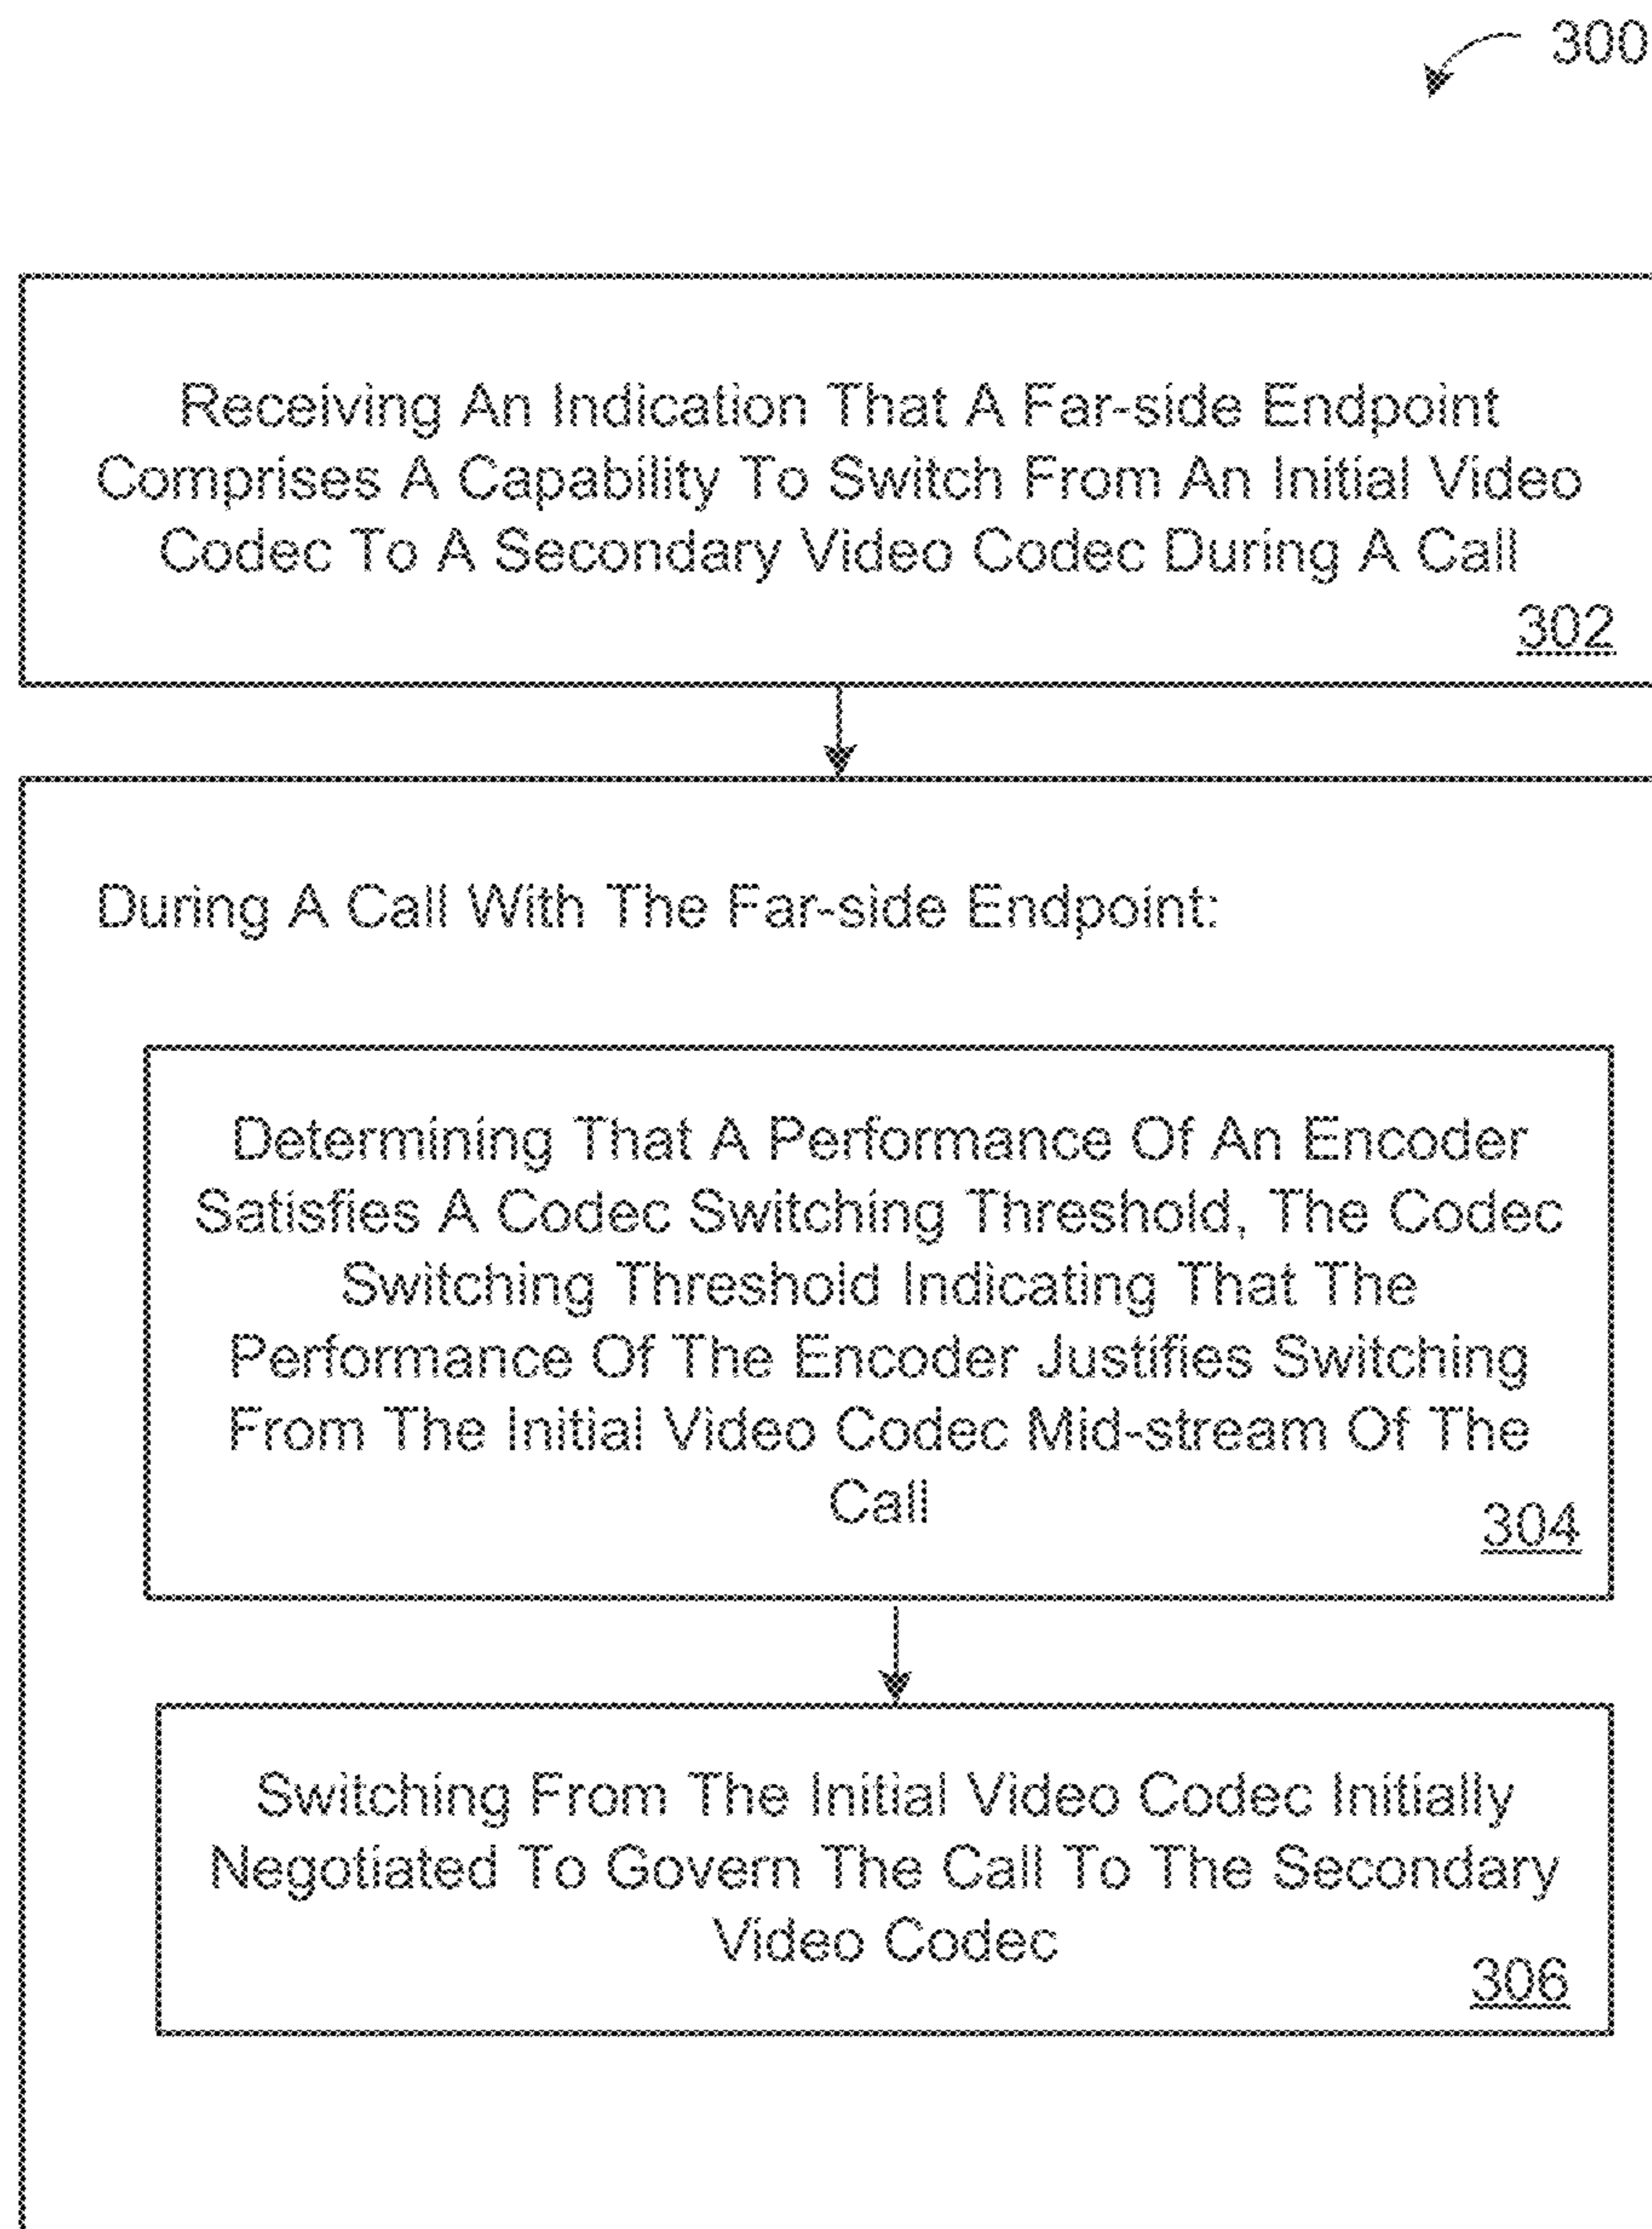 300
Receiving An Indication That A Far-side Endpoint
Comprises A Capability To Switch From An Initial Video
Codec To A Secondary Video Codec During A Call
302
During A Call With The Far-side Endpoint:
Determining That A Performance Of An Encoder
Satisfies A Codec Switching Threshold, The Codec
Switching Threshold Indicating That The
Performance Of The Encoder Justifies Switching
From The Initial Video Codec Mid-stream Of The
Call
304
Switching From The Initial Video Codec Initially
Negotiated To Govern The Call To The Secondary
Video Codec
306